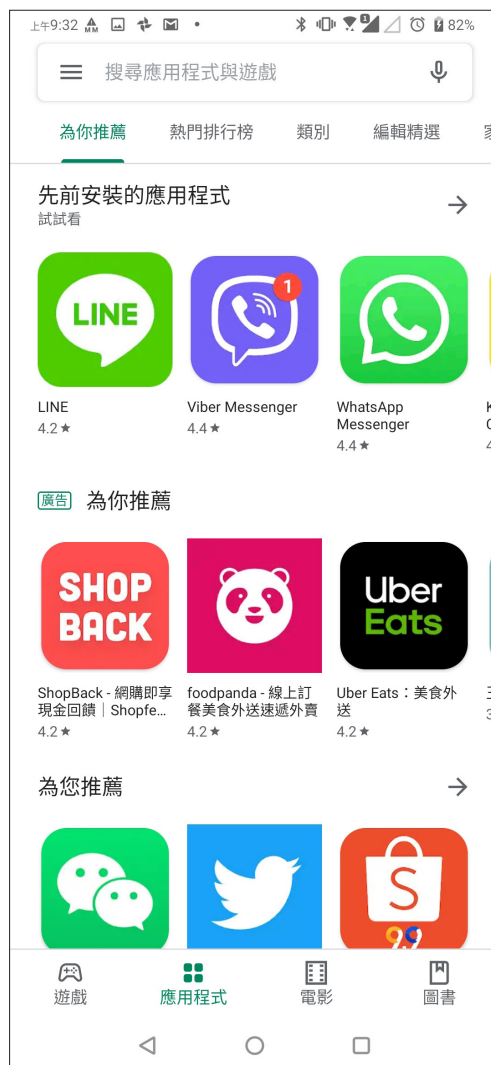 上午9:32
82%
搜尋應用程式與遊戲
為你推薦 熱門排行榜 類別 編輯精選
先前安裝的應用程式
試試看
LINE
1
LINE Viber Messenger WhatsApp
Messenger
4.2★ 4.4★
4.4★
廣告 為你推薦
SHOP
BACK
Uber
Eats
ShopBack - 網購即享 foodpanda - 線上訂 Uber Eats：美食外
現金回饋｜Shopfe... 餐美食外送速遞外賣 送
4.2★ 4.2★ 4.2★
為您推薦
S
9.9
遊戲 應用程式 電影 圖書